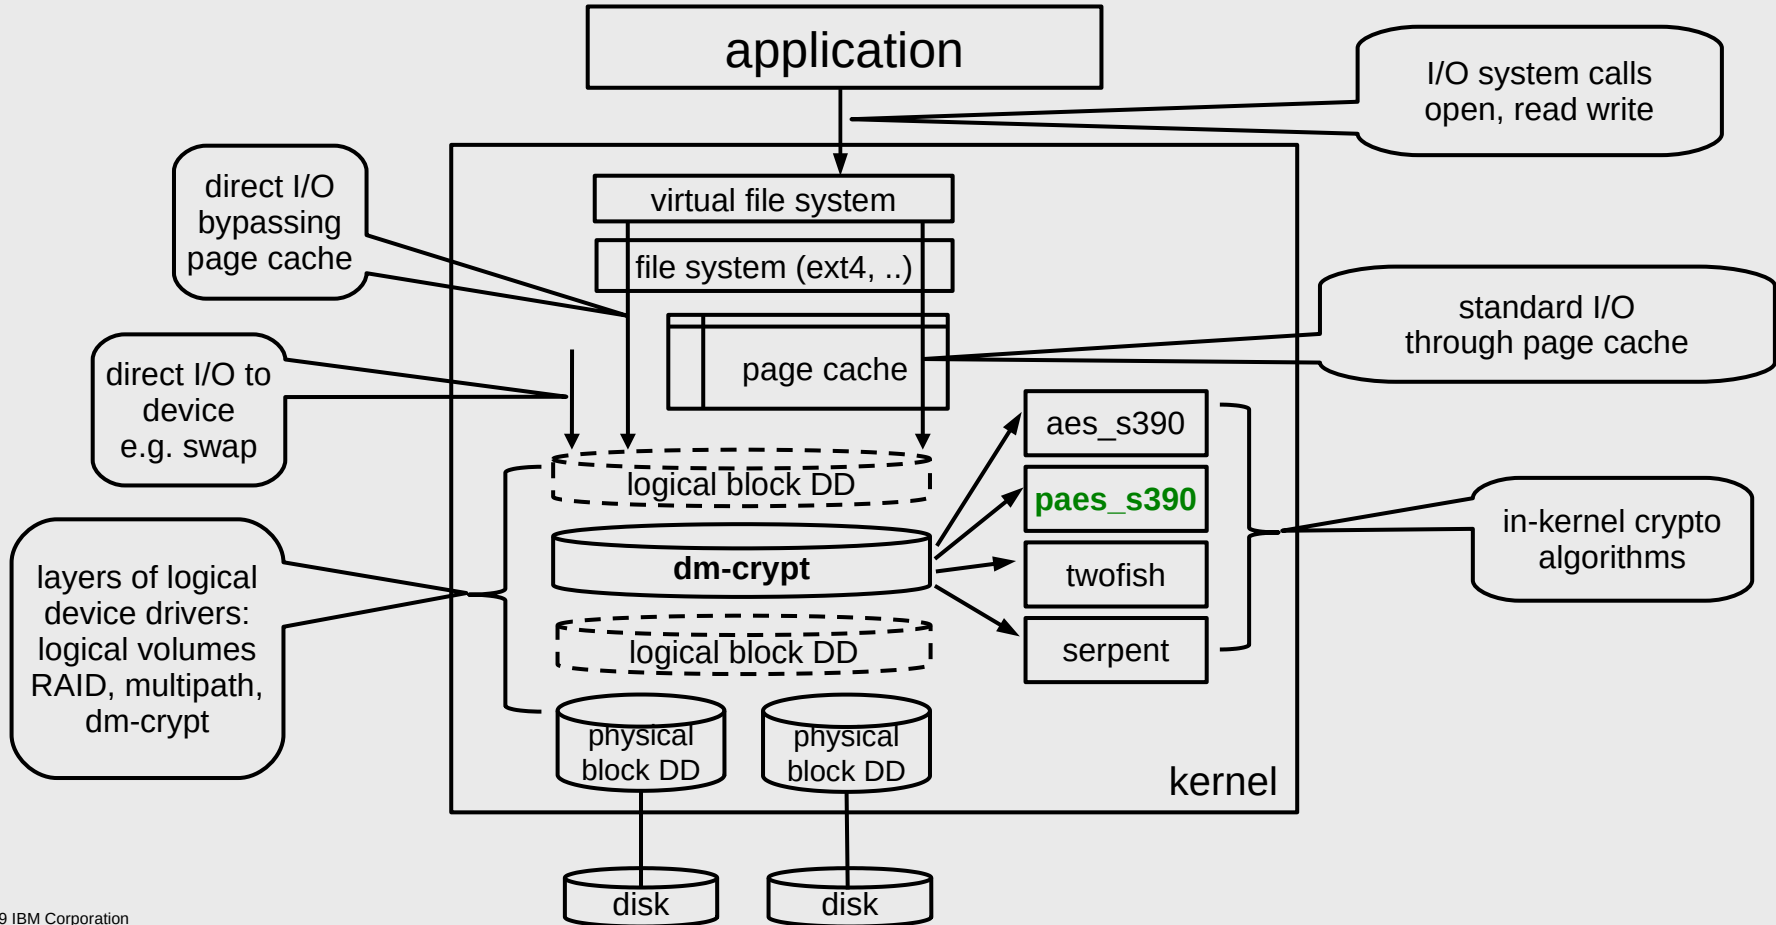 application
I/O system calls
open, read write
direct I/O
bypassing
page cache
virtual file system
file system (ext4, ..)
standard I/O
through page cache
page cache
direct I/O to
device
e.g. swap
aes_s390
logical block DD
paes_s390
in-kernel crypto
algorithms
dm-crypt
twofish
layers of logical
device drivers:
logical volumes
RAID, multipath,
dm-crypt
logical block DD
serpent
physical
block DD
physical
block DD
kernel
disk
disk
9 IBM Corporation